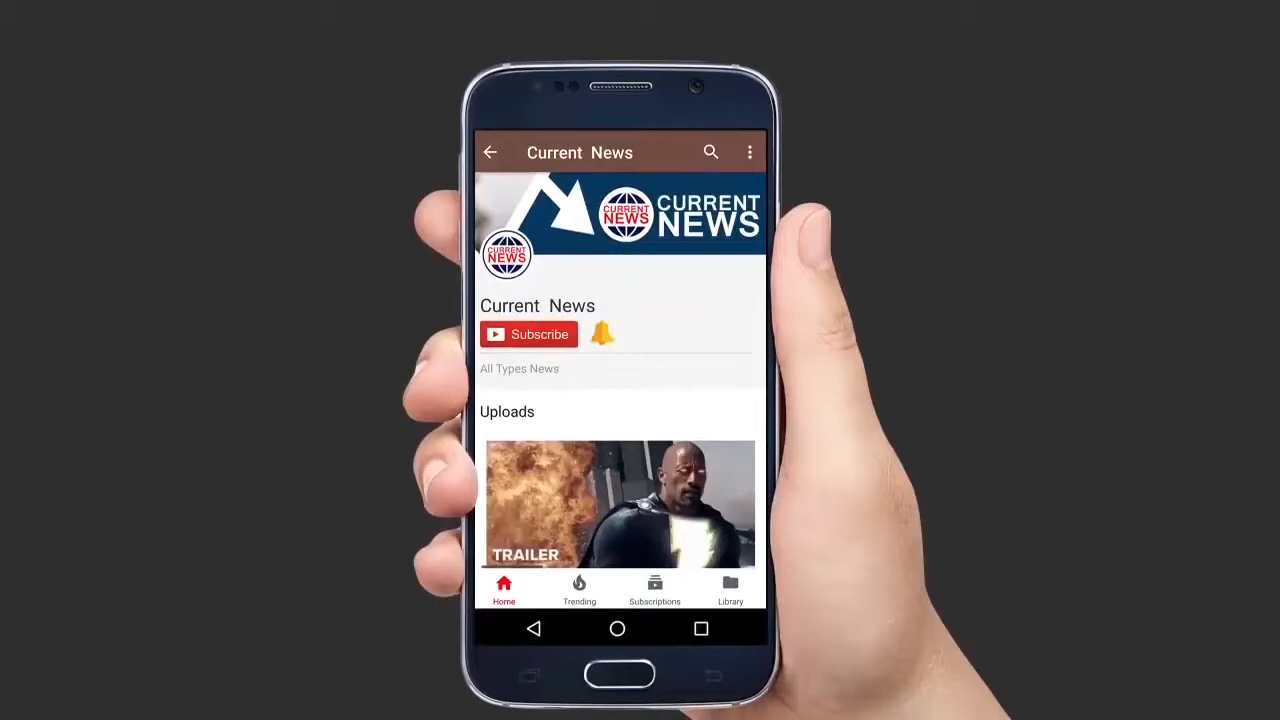 Current News
CURRENT
NEWS
CURRENT
NEWS
CURRENT
NEWS
Current News
Subscribe
All Types News
Uploads
TRAILER
Home
Trending
Subscriptions
Library